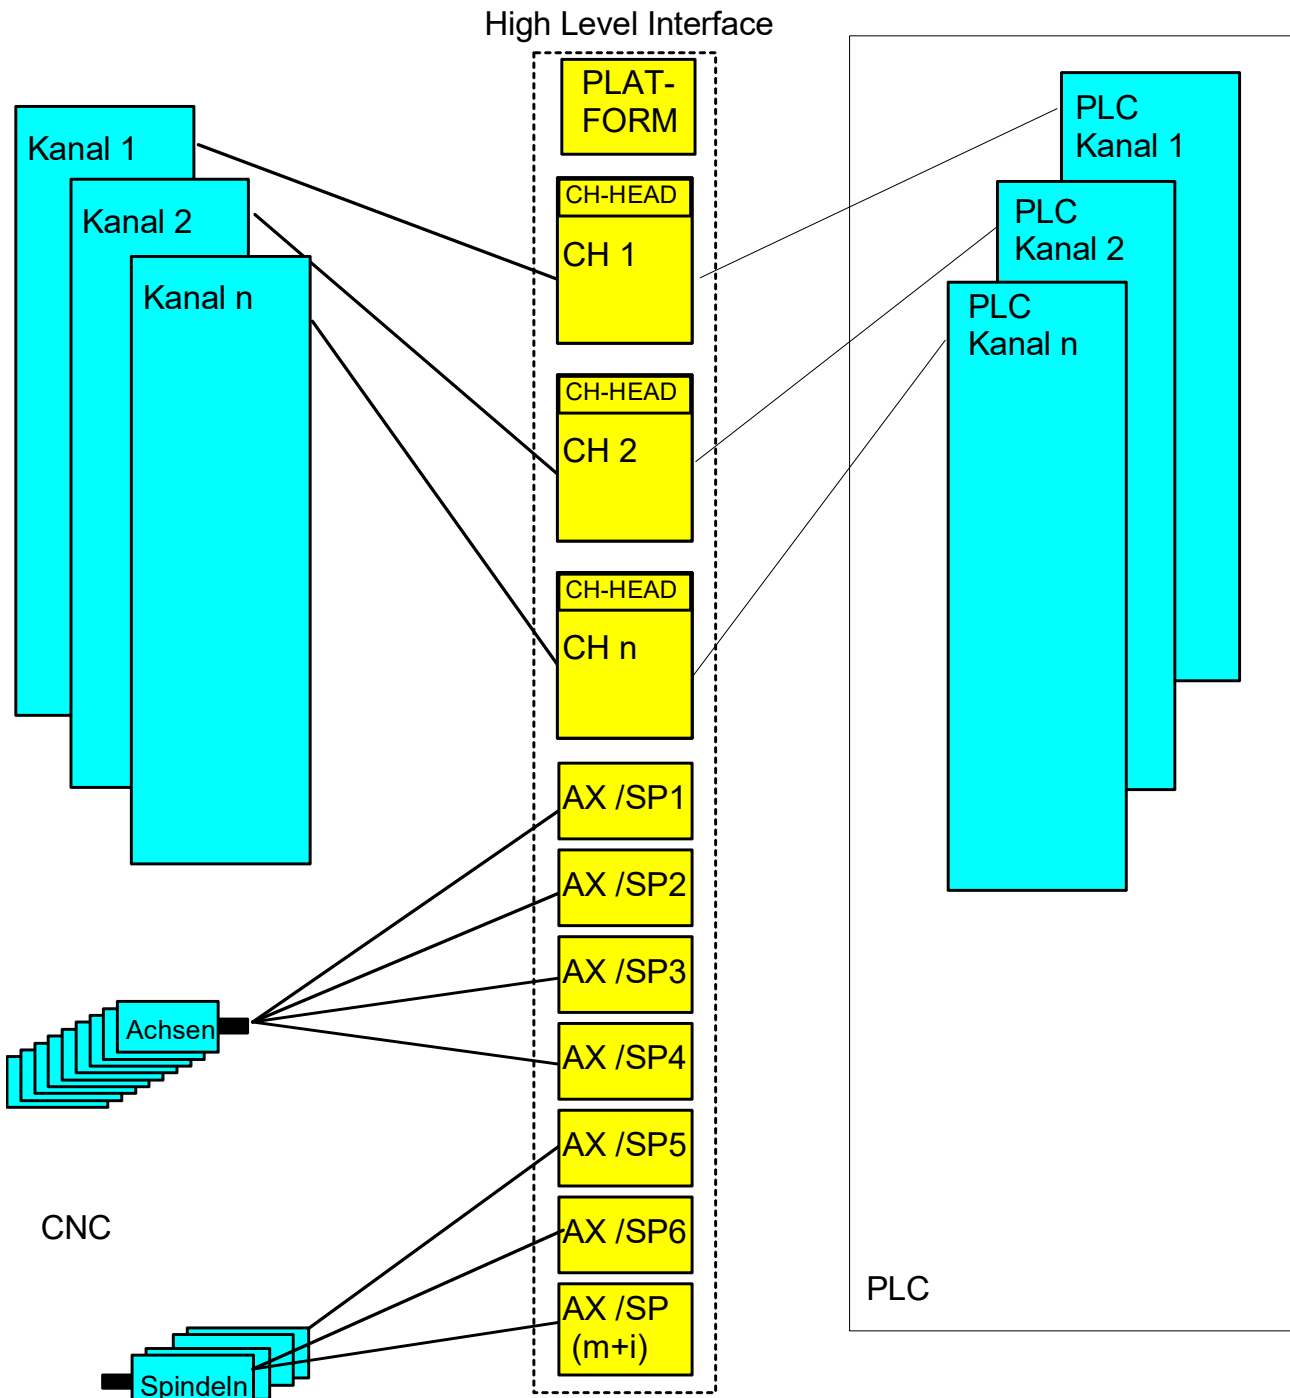 High Level Interface
Kanal 1
Kanal 2
Kanal n
PLAT-
FORM
CH-HEAD
CH 1
CH-HEAD
CH 2
CH-HEAD
CH n
AX /SP1
AX /SP2
AX /SP3
AX /SP4
AX /SP5
AX /SP6
AX /SP
(m+i)
Achsen
CNC
Spindeln
PLC
Kanal 1
PLC
Kanal 2
PLC
Kanal n
PLC